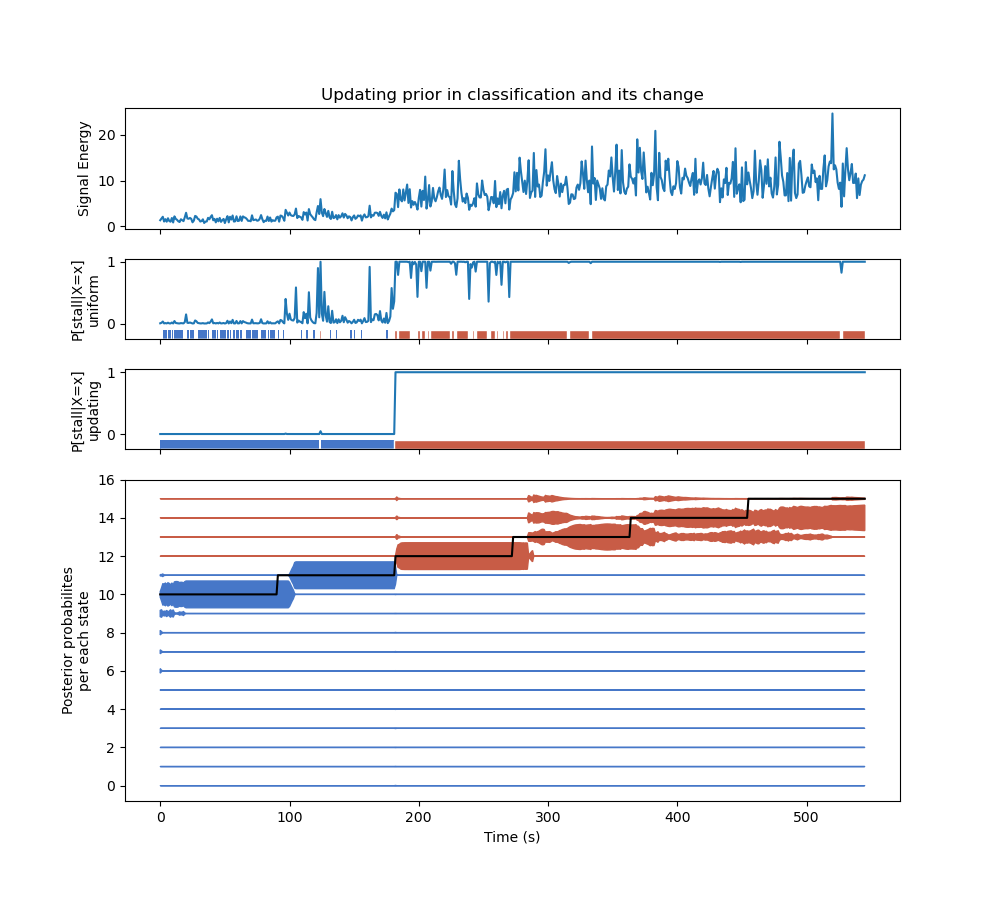 Updating prior in classification and its change
Signal Energy
20
10
0
P[stall|X=x]
uniform
1
0
P[stall|X=x]
updating
1
0
Posterior probabilites
per each state
16
14
12
10
8
6
4
2
0
0 100 200 300 400 500
Time (s)